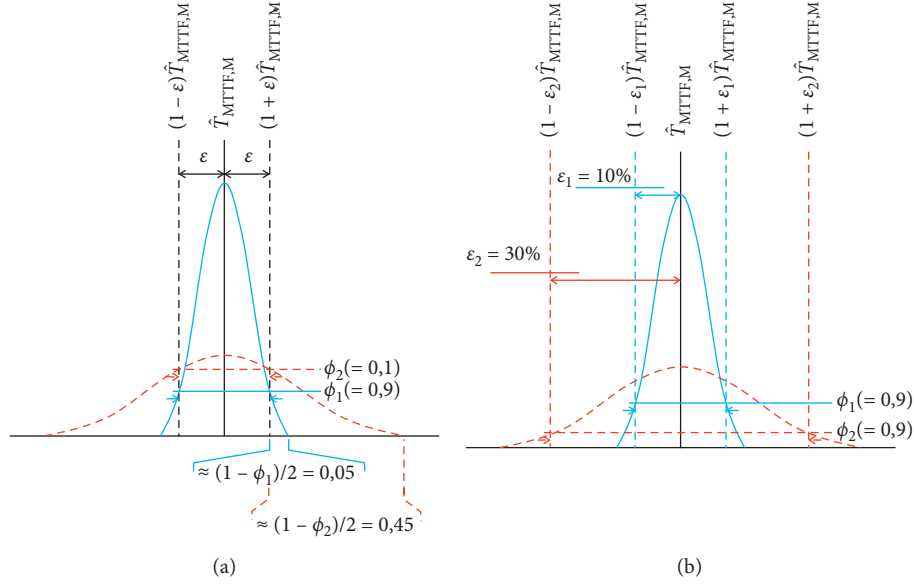 (1 − ε)T̂MTTF,M
T̂MTTF,M
(1 + ε)T̂MTTF,M
ε
ε
ϕ2(= 0,1)
ϕ1(= 0,9)
≈ (1 − ϕ1)/2 = 0,05
≈ (1 − ϕ2)/2 = 0,45
(a)
(1 − ε2)T̂MTTF,M
(1 − ε1)T̂MTTF,M
T̂MTTF,M
(1 + ε1)T̂MTTF,M
(1 + ε2)T̂MTTF,M
ε1 = 10%
ε2 = 30%
ϕ1(= 0,9)
ϕ2(= 0,9)
(b)